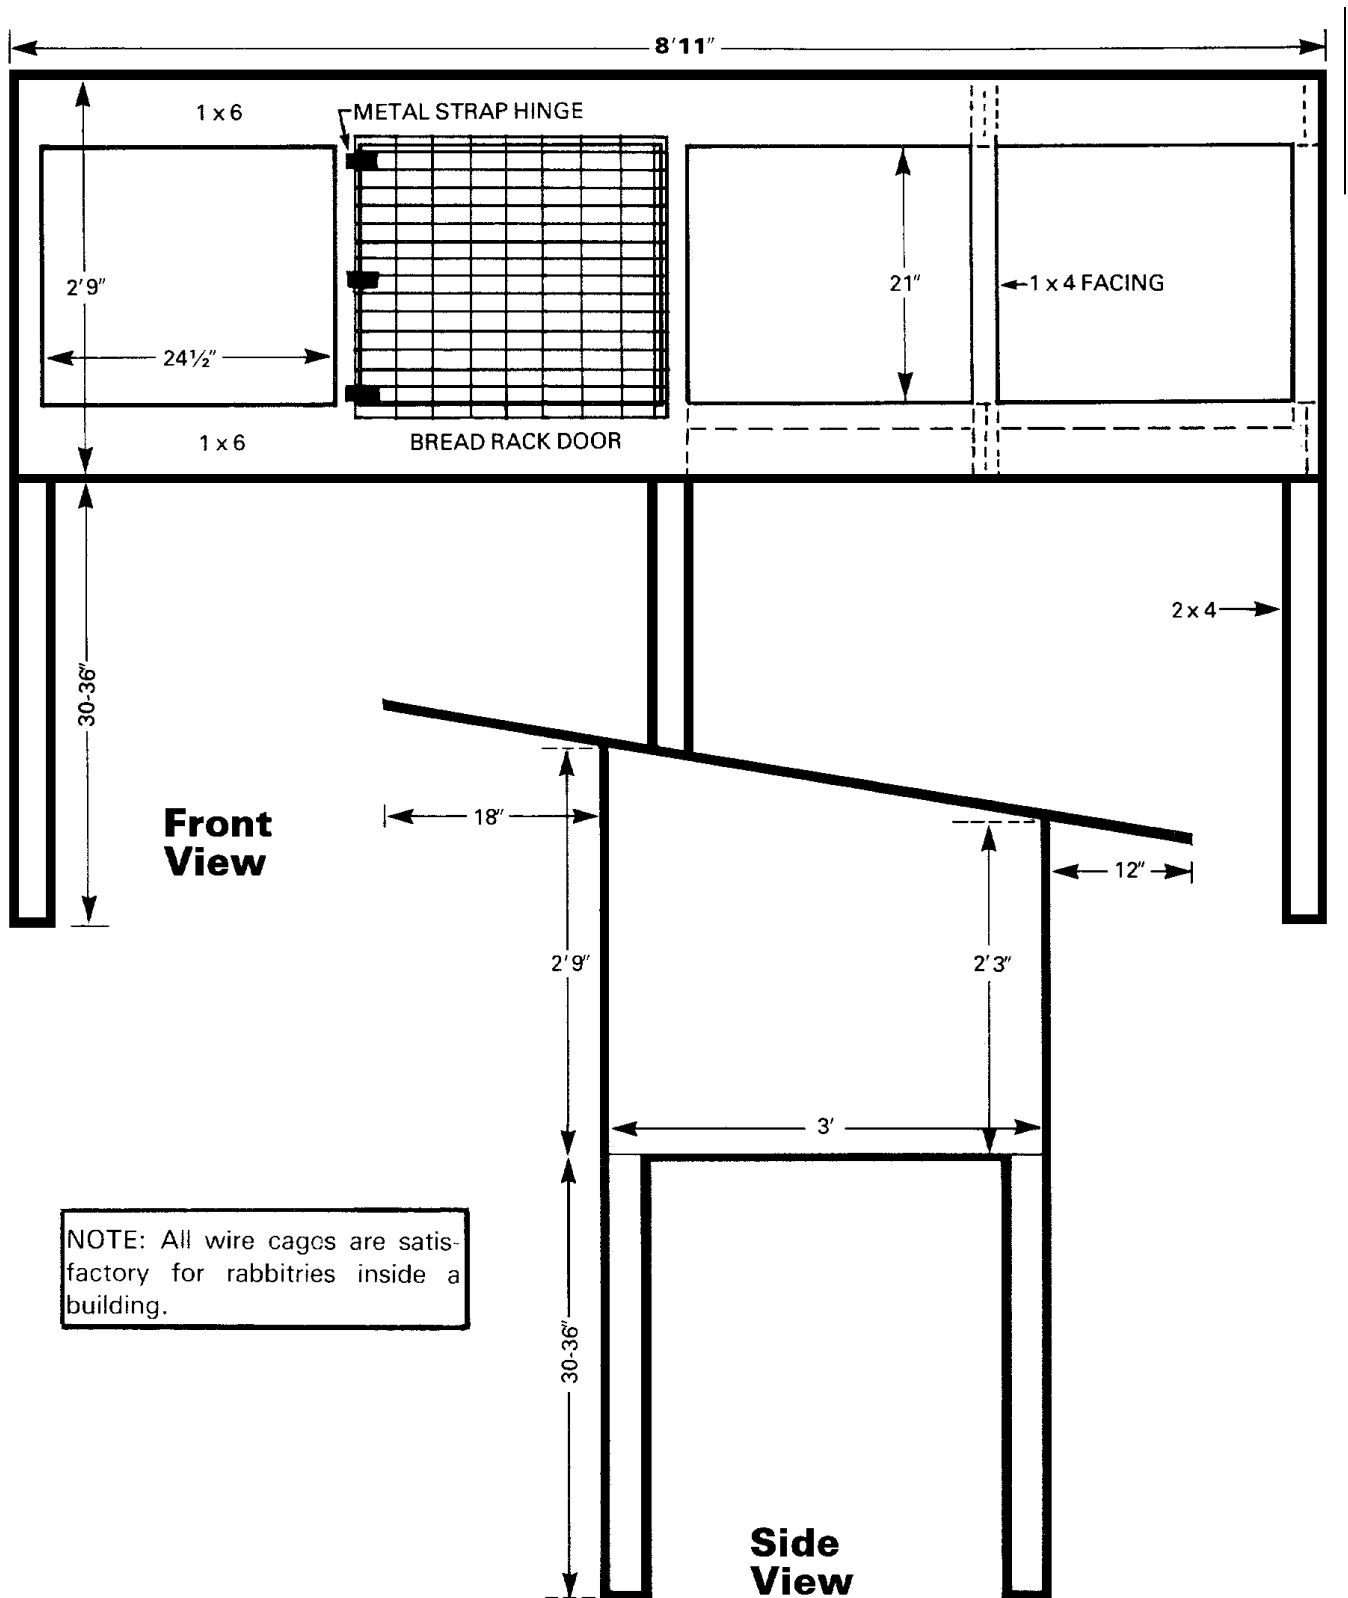 8'11"
1 x 6
METAL STRAP HINGE
2'9"
21"
1 x 4 FACING
24½"
1 x 6
BREAD RACK DOOR
30-36"
2 x 4
Front
View
18"
12"
2'9"
2'3"
3'
NOTE: All wire cages are satis-
factory for rabbitries inside a
building.
30-36"
Side
View